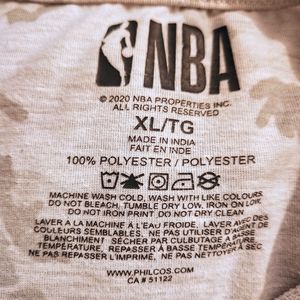 NBA
© 2020 NBA PROPERTIES INC.
ALL RIGHTS RESERVED
XL/TG
MADE IN INDIA
FAIT EN INDE
100% POLYESTER / POLYESTER
MACHINE WASH COLD, WASH WITH LIKE COLOURS.
DO NOT BLEACH, TUMBLE DRY LOW, IRON ON LOW.
DO NOT IRON PRINT, DO NOT DRY CLEAN.
LAVER A LA MACHINE À L'EAU FROIDE, AVEC DES
COULEURS SEMBLABLES, NE PAS UTILISER D'AGENT DE
BLANCHIMENT. SÉCHER PAR CULBUTAGE À BASSE
TEMPÉRATURE. REPASSER À BASSE TEMPÉRATURE.
NE PAS REPASSER L'IMPRIMÉ. NE PAS
NETTOYER À SEC.
WWW.PHILCOS.COM
CA # 51122